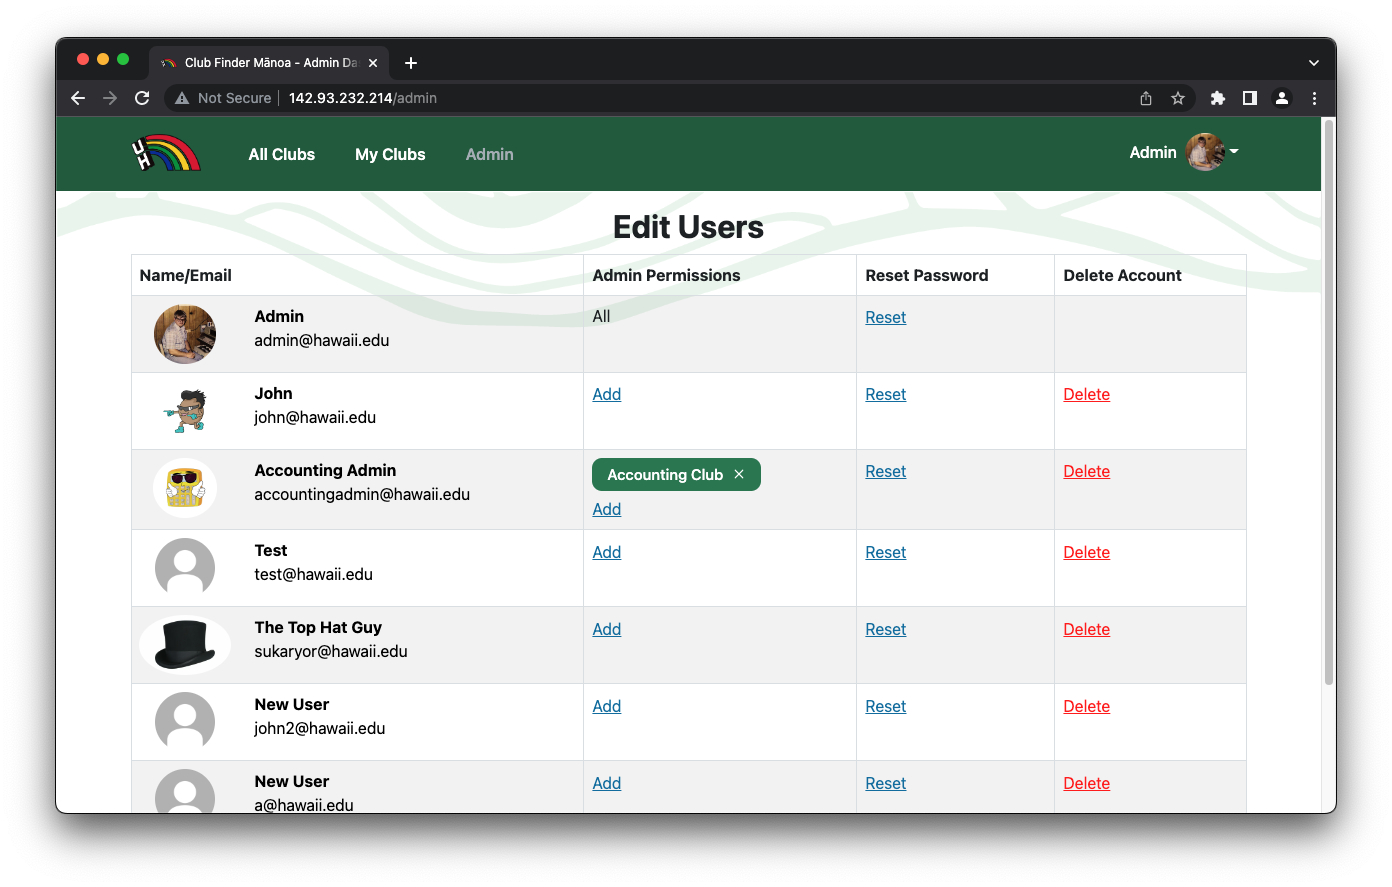 Club Finder Mānoa - Admin Da
Not Secure 142.93.232.214/admin
UH All Clubs My Clubs Admin Admin
Edit Users
Name/Email Admin Permissions Reset Password Delete Account
Admin All Reset
admin@hawaii.edu
John Add Reset Delete
john@hawaii.edu
Accounting Admin Accounting Club × Reset Delete
accountingadmin@hawaii.edu
Add
Test Add Reset Delete
test@hawaii.edu
The Top Hat Guy Add Reset Delete
sukaryor@hawaii.edu
New User Add Reset Delete
john2@hawaii.edu
New User Add Reset Delete
a@hawaii.edu